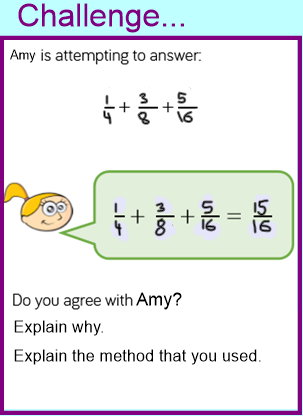 Challenge...
Amy is attempting to answer:
1/4 + 3/8 + 5/16
1/4 + 3/8 + 5/16 = 15/16
Do you agree with Amy?
Explain why.
Explain the method that you used.